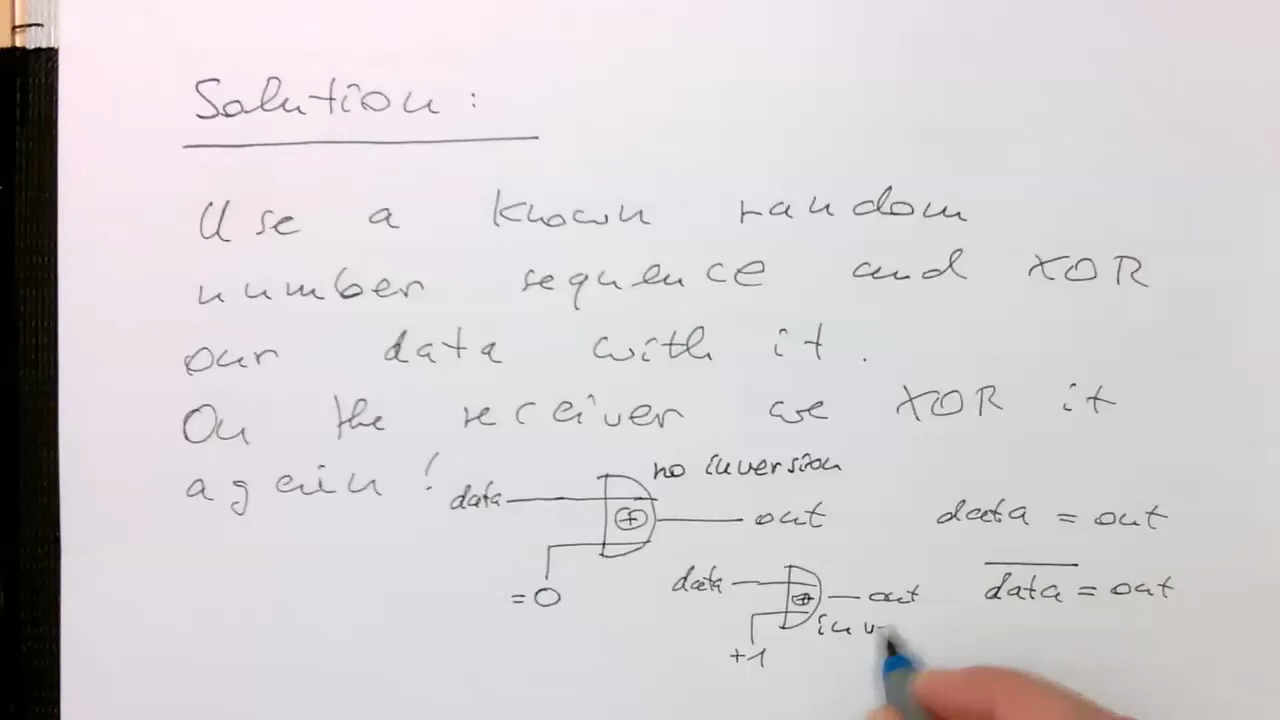 Solution:
Use a known random
number sequence and XOR
our data with it.
On the receiver we XOR it
again!
no inversion
data
out
data = out
=0
data
out
data = out
inv
+1